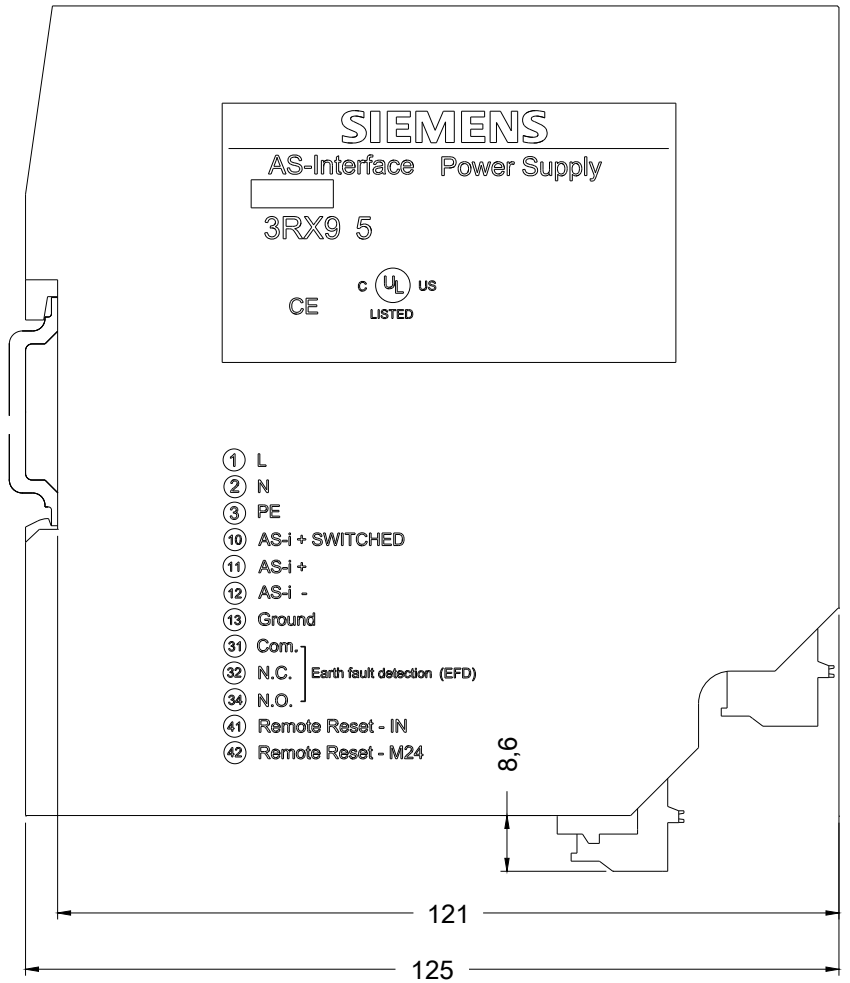 SIEMENS
AS-Interface Power Supply
3RX9 5
C UL US
LISTED
CE
1 L
2 N
3 PE
10 AS-i + SWITCHED
11 AS-i +
12 AS-i -
13 Ground
31 Com.
32 N.C. Earth fault detection (EFD)
34 N.O.
41 Remote Reset - IN
42 Remote Reset - M24
8,6
121
125